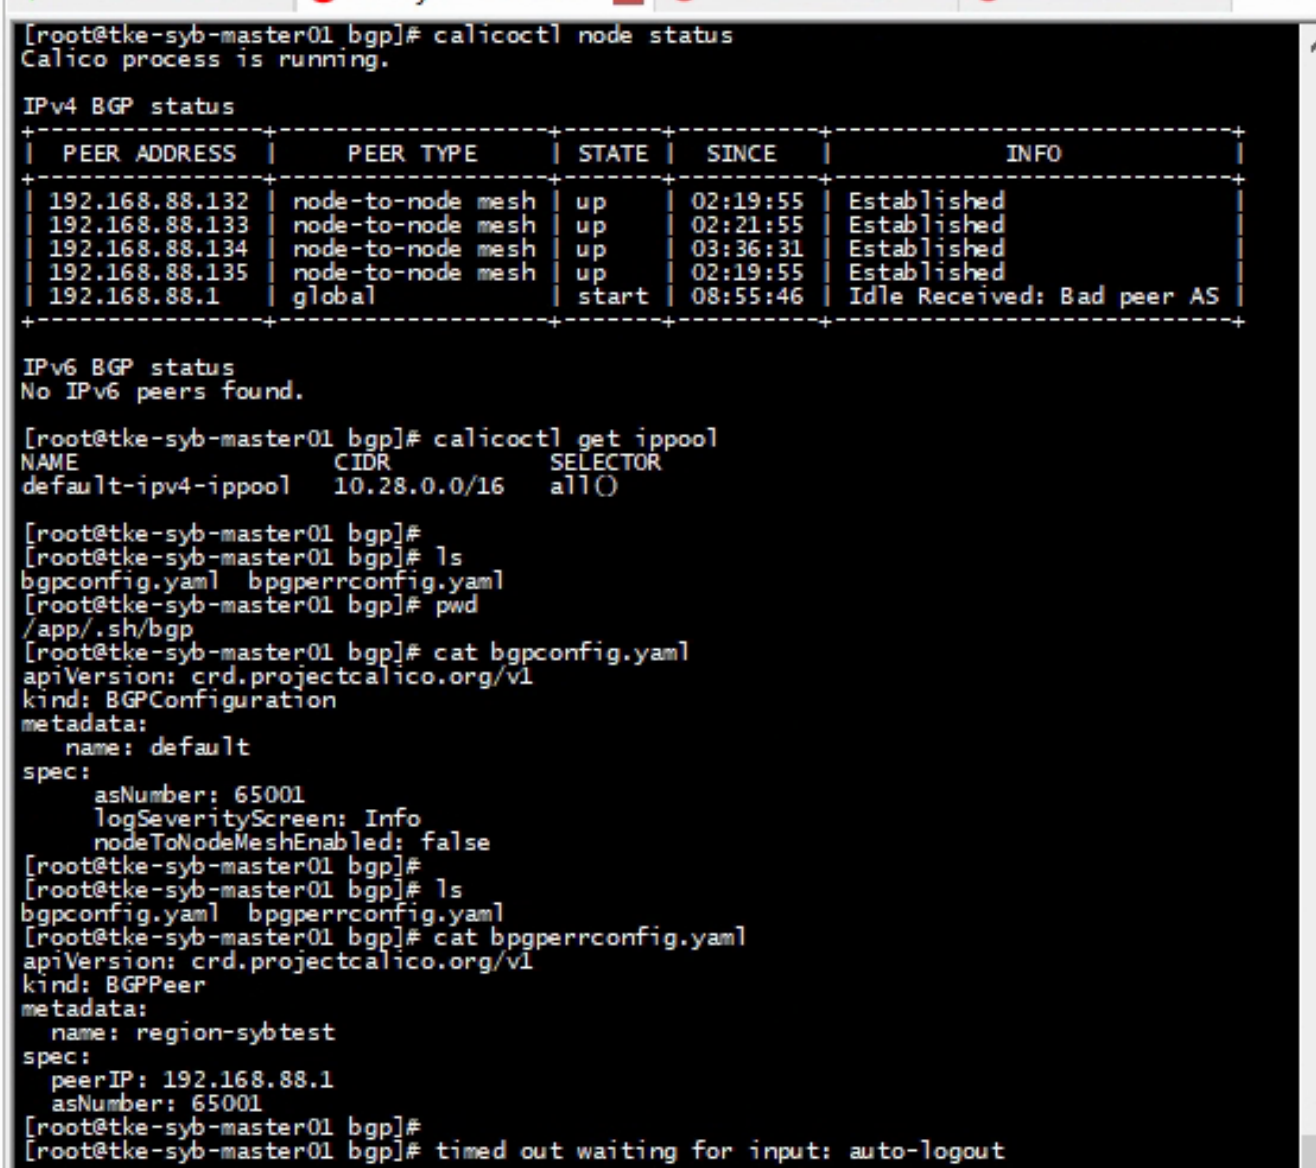 [root@tke-syb-master01 bgp]# calicoctl node status
Calico process is running.
IPv4 BGP status
+-----------------+-------------------+-------+----------+----------------------------+
| PEER ADDRESS | PEER TYPE | STATE | SINCE | INFO |
+-----------------+-------------------+-------+----------+----------------------------+
| 192.168.88.132 | node-to-node mesh | up | 02:19:55 | Established |
| 192.168.88.133 | node-to-node mesh | up | 02:21:55 | Established |
| 192.168.88.134 | node-to-node mesh | up | 03:36:31 | Established |
| 192.168.88.135 | node-to-node mesh | up | 02:19:55 | Established |
| 192.168.88.1 | global | start | 08:55:46 | Idle Received: Bad peer AS |
+-----------------+-------------------+-------+----------+----------------------------+
IPv6 BGP status
No IPv6 peers found.
[root@tke-syb-master01 bgp]# calicoctl get ippool
NAME CIDR SELECTOR
default-ipv4-ippool 10.28.0.0/16 all()
[root@tke-syb-master01 bgp]#
[root@tke-syb-master01 bgp]# ls
bgpconfig.yaml bpgperrconfig.yaml
[root@tke-syb-master01 bgp]# pwd
/app/.sh/bgp
[root@tke-syb-master01 bgp]# cat bgpconfig.yaml
apiVersion: crd.projectcalico.org/v1
kind: BGPConfiguration
metadata:
name: default
spec:
asNumber: 65001
logSeverityScreen: Info
nodeToNodeMeshEnabled: false
[root@tke-syb-master01 bgp]#
[root@tke-syb-master01 bgp]# ls
bgpconfig.yaml bpgperrconfig.yaml
[root@tke-syb-master01 bgp]# cat bpgperrconfig.yaml
apiVersion: crd.projectcalico.org/v1
kind: BGPPeer
metadata:
name: region-sybtest
spec:
peerIP: 192.168.88.1
asNumber: 65001
[root@tke-syb-master01 bgp]#
[root@tke-syb-master01 bgp]# timed out waiting for input: auto-logout